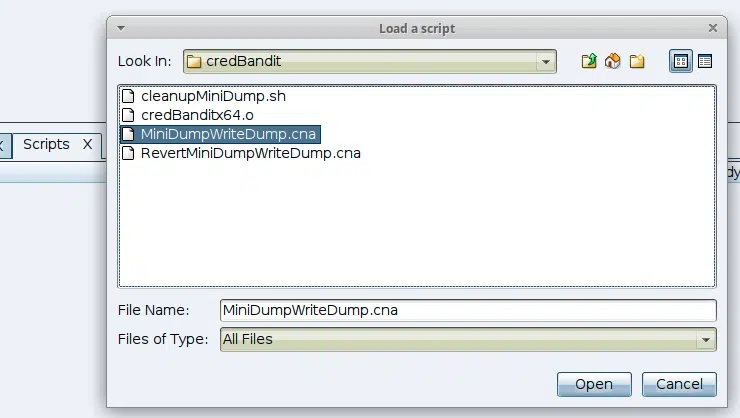 Load a script
Look In: credBandit
cleanupMiniDump.sh
credBanditx64.o
MiniDumpWriteDump.cna
RevertMiniDumpWriteDump.cna
X Scripts X
dy
File Name: MiniDumpWriteDump.cna
Files of Type: All Files
Open Cancel